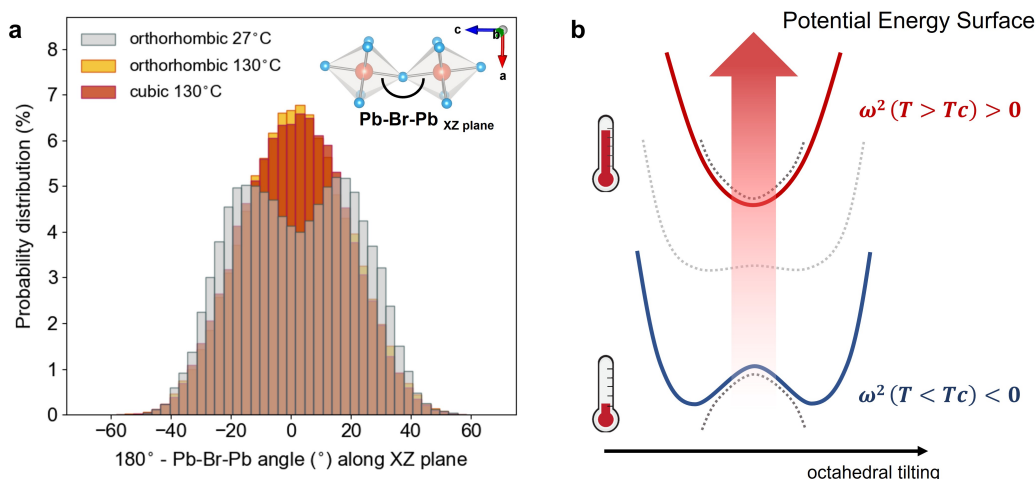 a
8
7
6
5
4
3
2
1
0
Probability distribution (%)
orthorhombic 27°C
orthorhombic 130°C
cubic 130°C
c
b
a
Pb-Br-Pb XZ plane
−60 −40 −20 0 20 40 60
180° - Pb-Br-Pb angle (°) along XZ plane
b
Potential Energy Surface
ω² (T > Tc) > 0
ω² (T < Tc) < 0
octahedral tilting